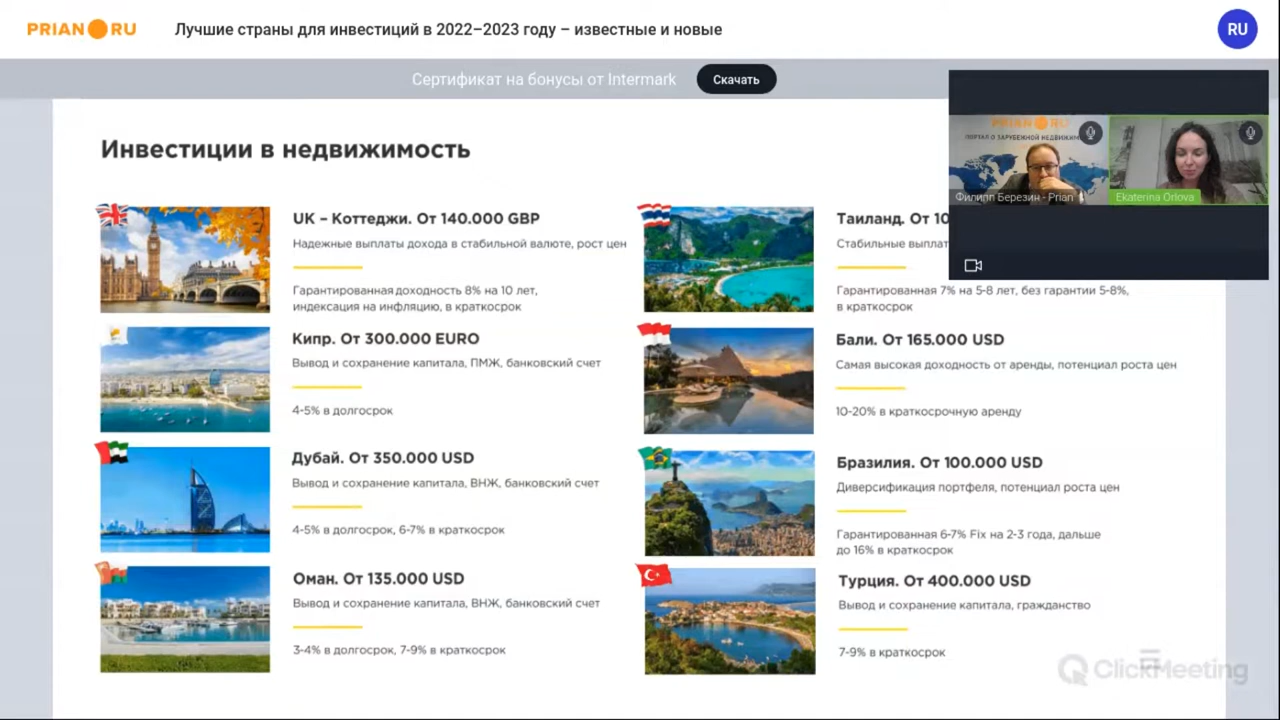 PRIAN RU
Лучшие страны для инвестиций в 2022–2023 году – известные и новые
RU
Сертификат на бонусы от Intermark
Скачать
Инвестиции в недвижимость
UK – Коттеджи. От 140.000 GBP
Надежные выплаты дохода в стабильной валюте, рост цен
Гарантированная доходность 8% на 10 лет,
индексация на инфляцию, в краткосрок
Кипр. От 300.000 EURO
Вывод и сохранение капитала, ПМЖ, банковский счет
4-5% в долгосрок
Дубай. От 350.000 USD
Вывод и сохранение капитала, ВНЖ, банковский счет
4-5% в долгосрок, 6-7% в краткосрок
Оман. От 135.000 USD
Вывод и сохранение капитала, ВНЖ, банковский счет
3-4% в долгосрок, 7-9% в краткосрок
Таиланд. От 10
Стабильные выплат
Гарантированная 7% на 5-8 лет, без гарантии 5-8%,
в краткосрок
Бали. От 165.000 USD
Самая высокая доходность от аренды, потенциал роста цен
10-20% в краткосрочную аренду
Бразилия. От 100.000 USD
Диверсификация портфеля, потенциал роста цен
Гарантированная 6-7% Fix на 2-3 года, дальше
до 16% в краткосрок
Турция. От 400.000 USD
Вывод и сохранение капитала, гражданство
7-9% в краткосрок
PRIAN RU
ПОРТАЛ О ЗАРУБЕЖНОЙ НЕДВИЖИМ
Филипп Березин - Prian
Ekaterina Orlova
ClickMeeting